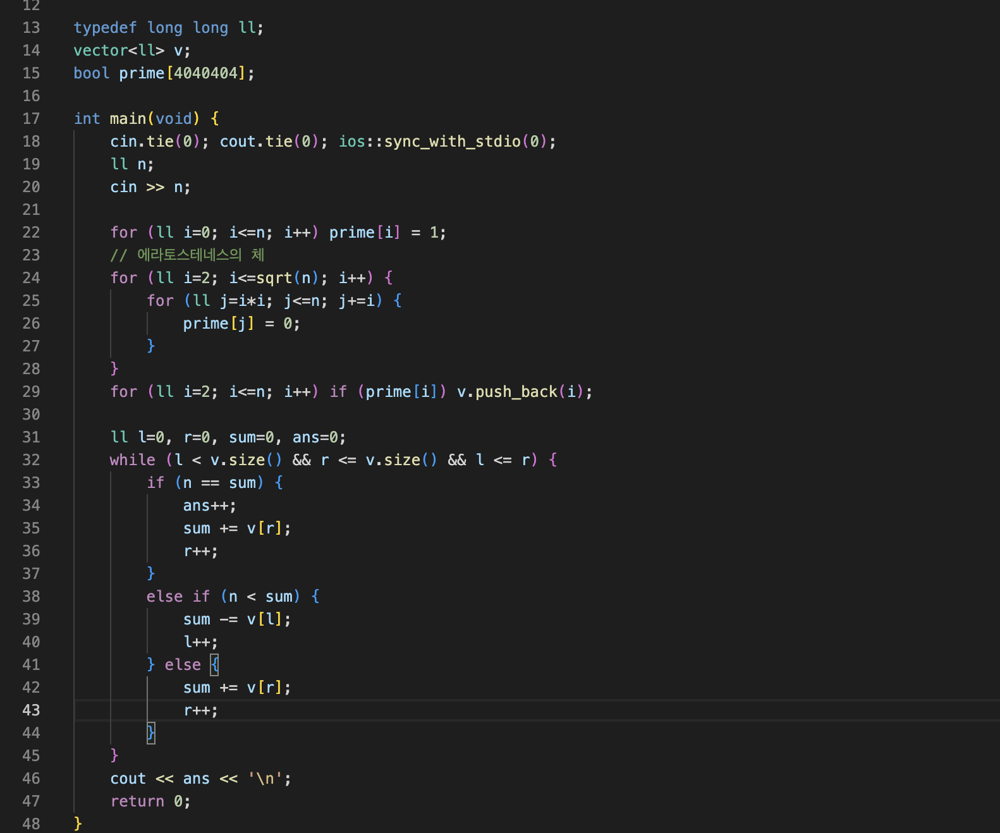 12
13 typedef long long ll;
14 vector<ll> v;
15 bool prime[4040404];
16
17 int main(void) {
18     cin.tie(0); cout.tie(0); ios::sync_with_stdio(0);
19     ll n;
20     cin >> n;
21
22     for (ll i=0; i<=n; i++) prime[i] = 1;
23     // 에라토스테네스의 체
24     for (ll i=2; i<=sqrt(n); i++) {
25         for (ll j=i*i; j<=n; j+=i) {
26             prime[j] = 0;
27         }
28     }
29     for (ll i=2; i<=n; i++) if (prime[i]) v.push_back(i);
30
31     ll l=0, r=0, sum=0, ans=0;
32     while (l < v.size() && r <= v.size() && l <= r) {
33         if (n == sum) {
34             ans++;
35             sum += v[r];
36             r++;
37         }
38         else if (n < sum) {
39             sum -= v[l];
40             l++;
41         } else {
42             sum += v[r];
43             r++;
44         }
45     }
46     cout << ans << '\n';
47     return 0;
48 }